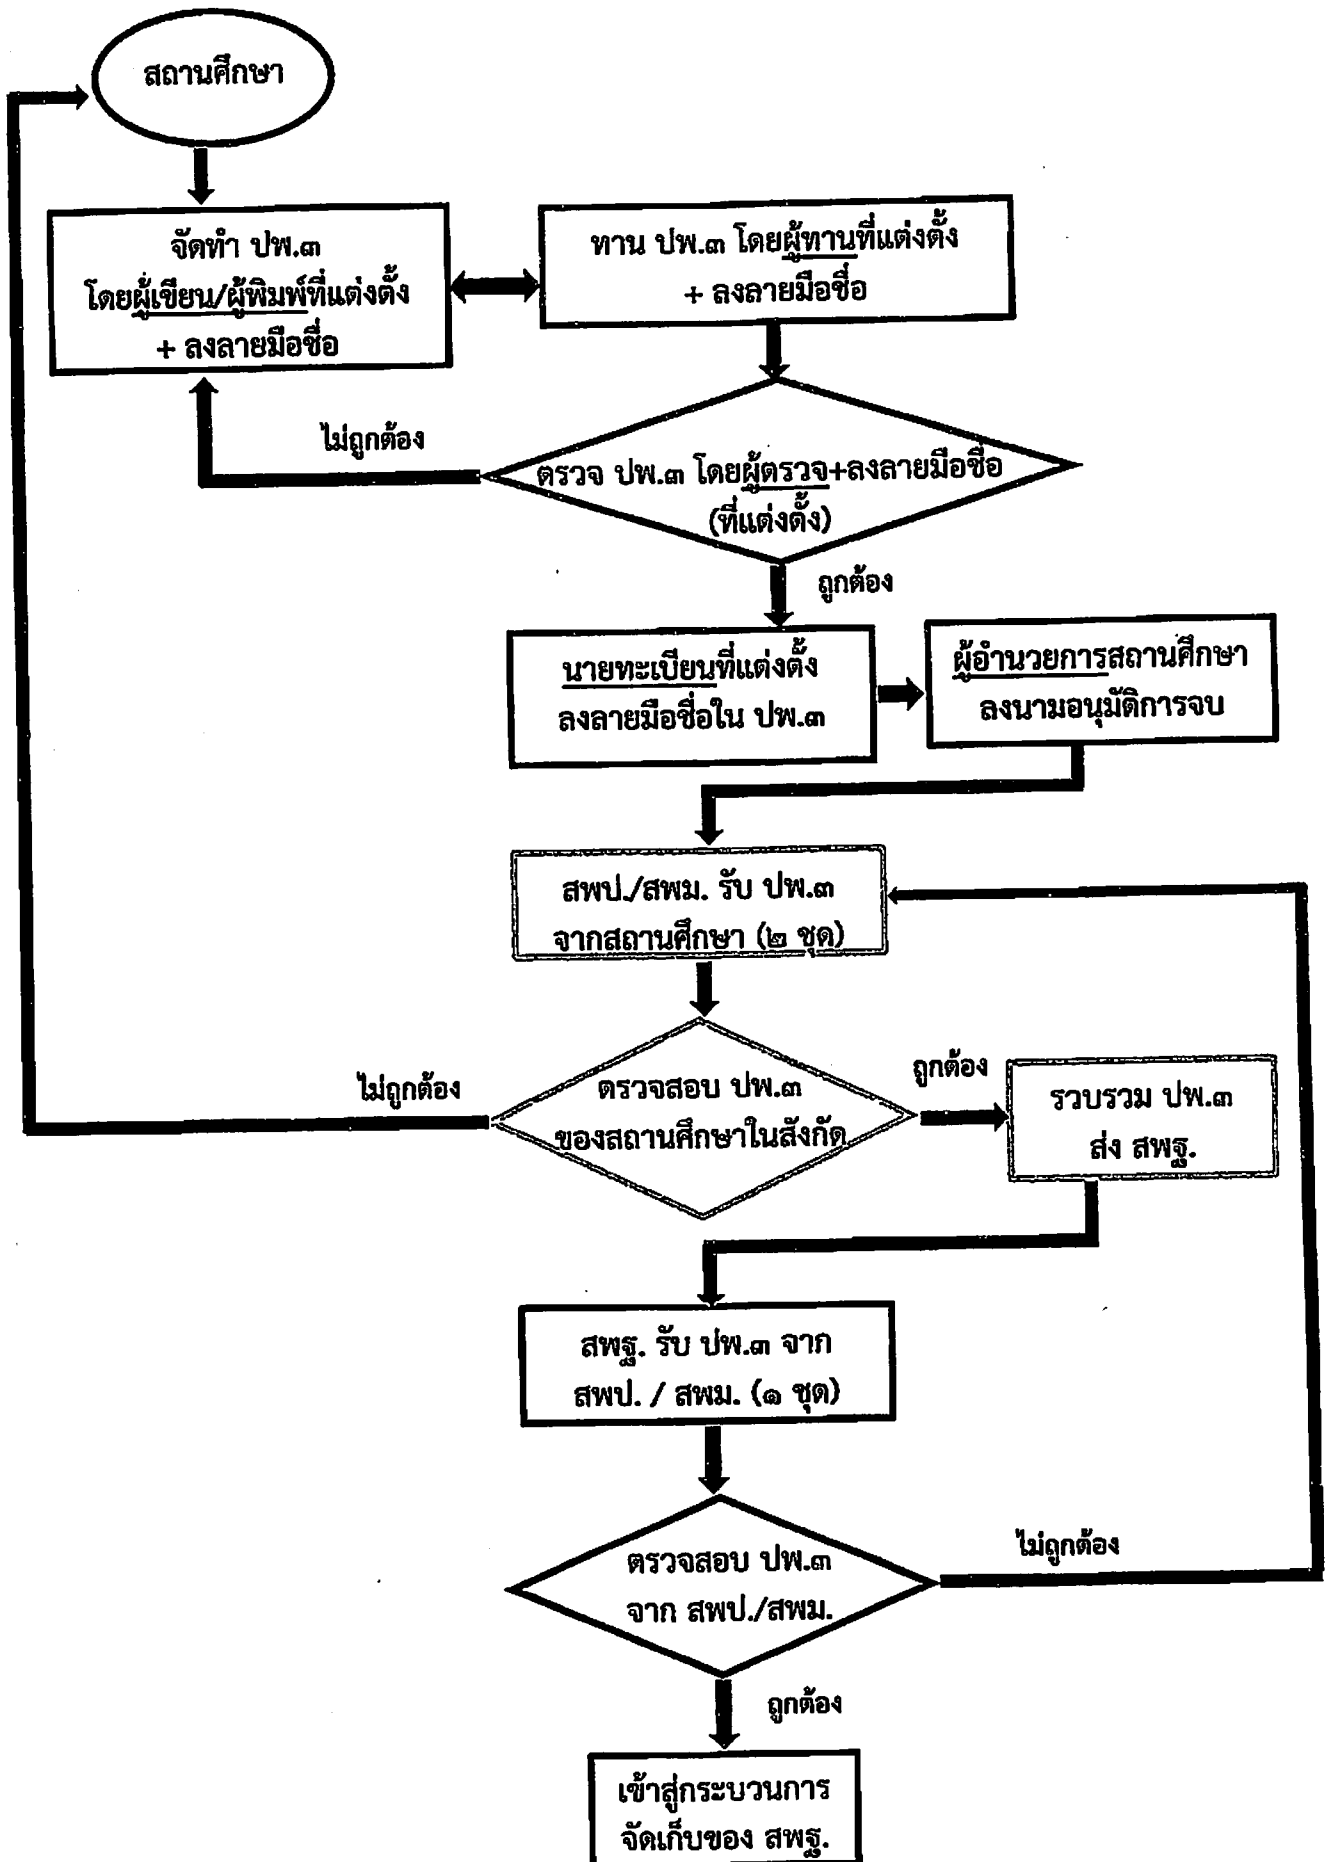 สถานศึกษา
จัดทำ ปพ.๓
โดยผู้เขียน/ผู้พิมพ์ที่แต่งตั้ง
+ ลงลายมือชื่อ
ทาน ปพ.๓ โดยผู้ทานที่แต่งตั้ง
+ ลงลายมือชื่อ
ไม่ถูกต้อง
ตรวจ ปพ.๓ โดยผู้ตรวจ+ลงลายมือชื่อ
(ที่แต่งตั้ง)
ถูกต้อง
นายทะเบียนที่แต่งตั้ง
ลงลายมือชื่อใน ปพ.๓
ผู้อำนวยการสถานศึกษา
ลงนามอนุมัติการจบ
สพป./สพม. รับ ปพ.๓
จากสถานศึกษา (๒ ชุด)
ไม่ถูกต้อง
ตรวจสอบ ปพ.๓
ของสถานศึกษาในสังกัด
ถูกต้อง
รวบรวม ปพ.๓
ส่ง สพฐ.
สพฐ. รับ ปพ.๓ จาก
สพป. / สพม. (๑ ชุด)
ตรวจสอบ ปพ.๓
จาก สพป./สพม.
ไม่ถูกต้อง
ถูกต้อง
เข้าสู่กระบวนการ
จัดเก็บของ สพฐ.